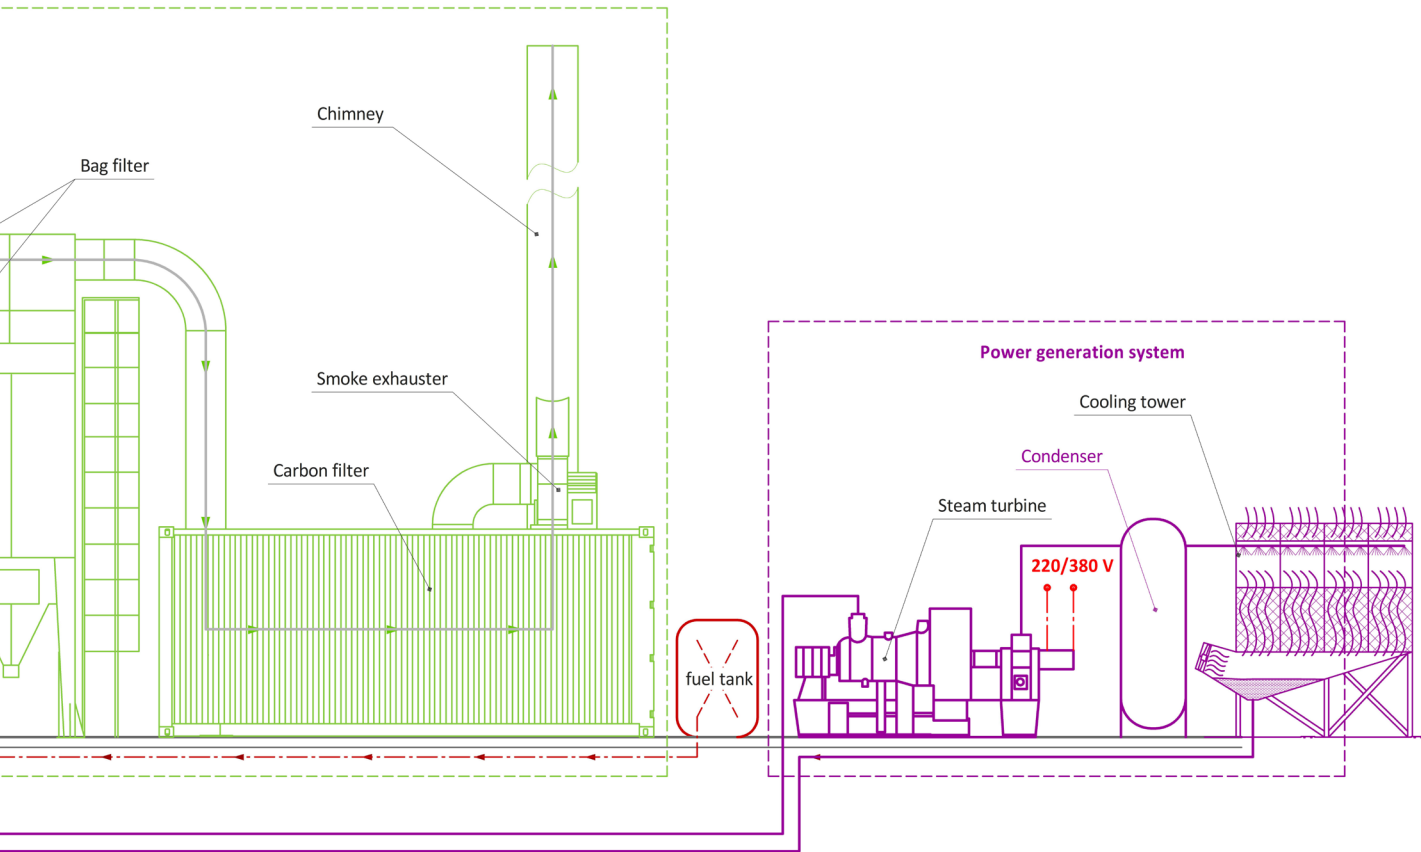 Chimney
Bag filter
Smoke exhauster
Carbon filter
fuel tank
Power generation system
Cooling tower
Condenser
Steam turbine
220/380 V